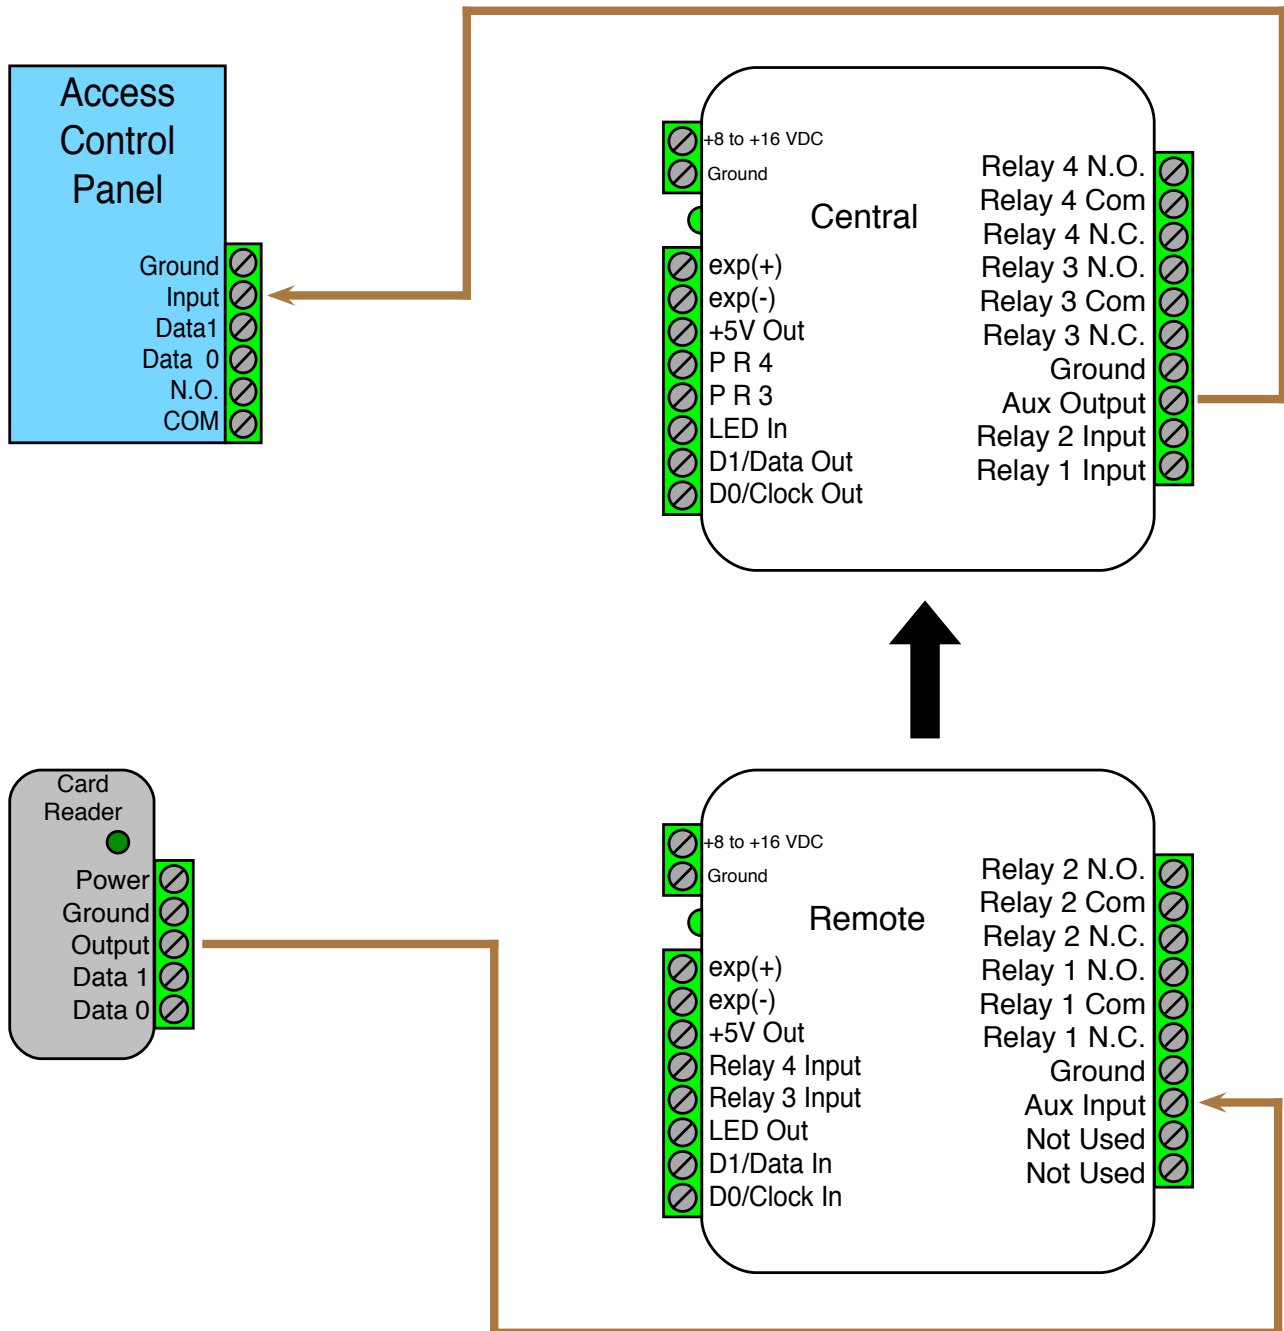 Access
Control
Panel
Ground
Input
Data1
Data 0
N.O.
COM
+8 to +16 VDC
Ground
Central
exp(+)
exp(-)
+5V Out
P R 4
P R 3
LED In
D1/Data Out
D0/Clock Out
Relay 4 N.O.
Relay 4 Com
Relay 4 N.C.
Relay 3 N.O.
Relay 3 Com
Relay 3 N.C.
Ground
Aux Output
Relay 2 Input
Relay 1 Input
Card
Reader
Power
Ground
Output
Data 1
Data 0
+8 to +16 VDC
Ground
Remote
exp(+)
exp(-)
+5V Out
Relay 4 Input
Relay 3 Input
LED Out
D1/Data In
D0/Clock In
Relay 2 N.O.
Relay 2 Com
Relay 2 N.C.
Relay 1 N.O.
Relay 1 Com
Relay 1 N.C.
Ground
Aux Input
Not Used
Not Used